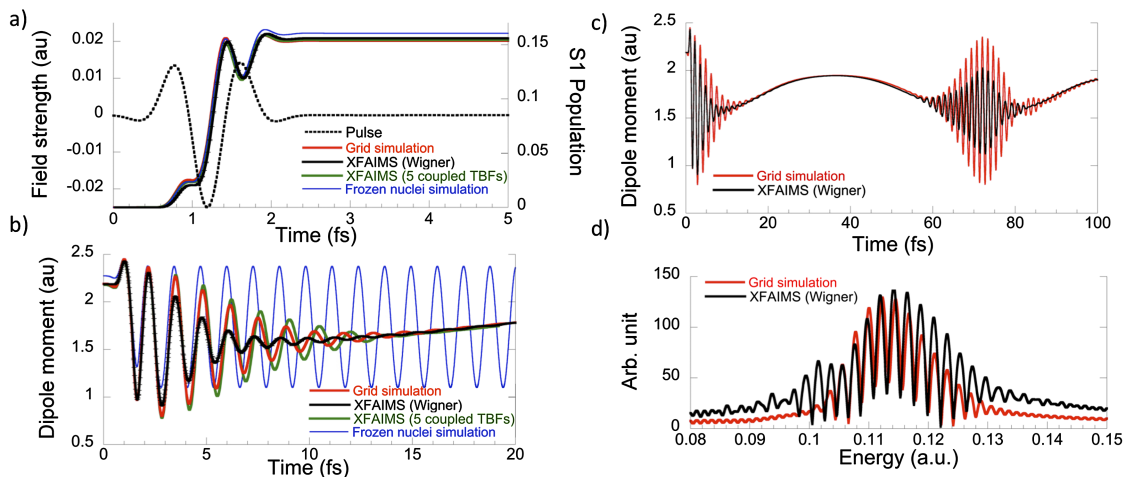 a)
Field strength (au)
0.02
0.01
0
-0.01
-0.02
0.15
0.1
0.05
0
S1 Population
Pulse
Grid simulation
XFAIMS (Wigner)
XFAIMS (5 coupled TBFs)
Frozen nuclei simulation
0 1 2 3 4 5
Time (fs)
b)
Dipole moment (au)
2.5
2
1.5
1
0.5
Grid simulation
XFAIMS (Wigner)
XFAIMS (5 coupled TBFs)
Frozen nuclei simulation
0 5 10 15 20
Time (fs)
c)
Dipole moment (au)
2.5
2
1.5
1
0.5
Grid simulation
XFAIMS (Wigner)
0 20 40 60 80 100
Time (fs)
d)
Arb. unit
150
100
50
0
Grid simulation
XFAIMS (Wigner)
0.08 0.09 0.1 0.11 0.12 0.13 0.14 0.15
Energy (a.u.)